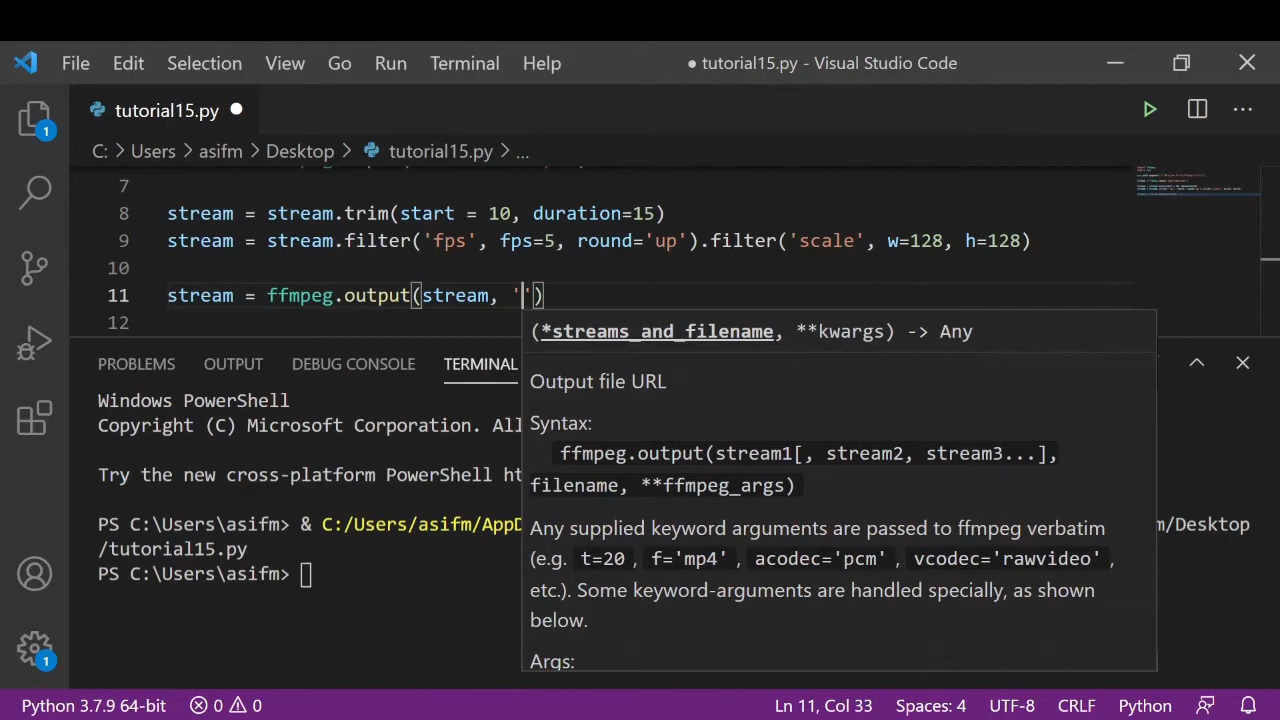 File Edit Selection View Go Run Terminal Help
● tutorial15.py - Visual Studio Code
1
tutorial15.py ●
C: > Users > asifm > Desktop > tutorial15.py > ...
7
8 stream = stream.trim(start = 10, duration=15)
9 stream = stream.filter('fps', fps=5, round='up').filter('scale', w=128, h=128)
10
11 stream = ffmpeg.output(stream, '')
12
(*streams_and_filename, **kwargs) -> Any
Output file URL
Syntax:
ffmpeg.output(stream1[, stream2, stream3...],
filename, **ffmpeg_args)
Any supplied keyword arguments are passed to ffmpeg verbatim
(e.g. t=20, f='mp4', acodec='pcm', vcodec='rawvideo',
etc.). Some keyword-arguments are handled specially, as shown
below.
Args:
PROBLEMS OUTPUT DEBUG CONSOLE TERMINAL
Windows PowerShell
Copyright (C) Microsoft Corporation. All
Try the new cross-platform PowerShell ht
PS C:\Users\asifm> & C:/Users/asifm/AppD m/Desktop
/tutorial15.py
PS C:\Users\asifm>
1
Python 3.7.9 64-bit 0 0 Ln 11, Col 33 Spaces: 4 UTF-8 CRLF Python